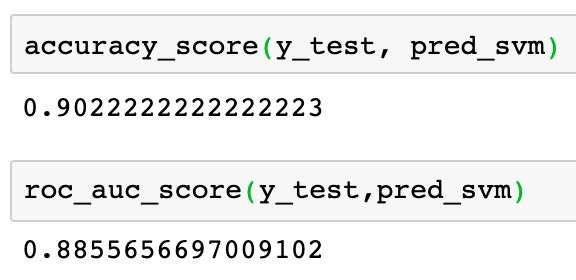 accuracy_score(y_test, pred_svm)
0.9022222222222223
roc_auc_score(y_test,pred_svm)
0.8855656697009102